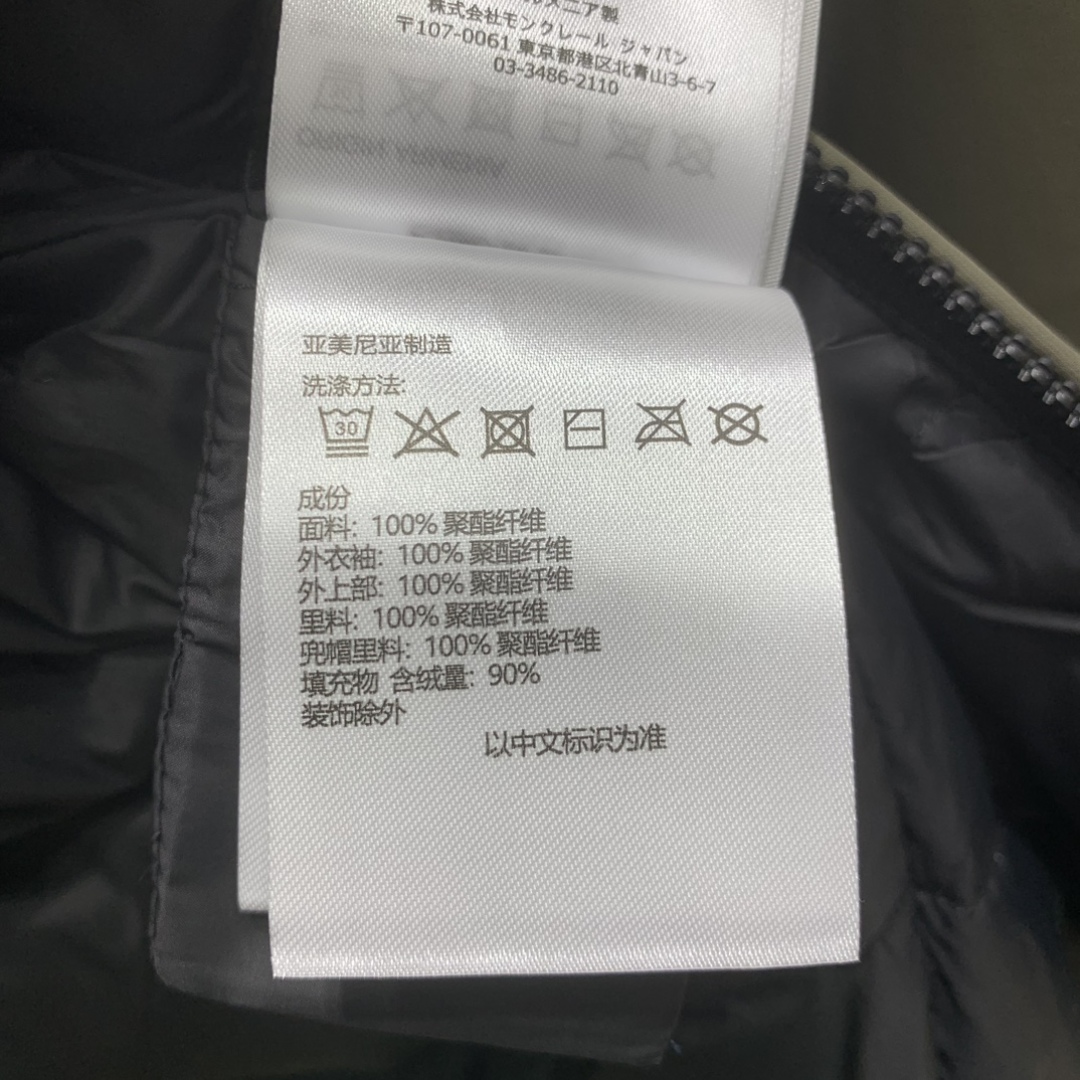 ルメニア製
株式会社モンクレール ジャパン
〒107-0061 東京都港区北青山3-6-7
03-3486-2110
亚美尼亚制造
洗涤方法:
30
成份
面料: 100% 聚酯纤维
外衣袖: 100% 聚酯纤维
外上部: 100% 聚酯纤维
里料: 100% 聚酯纤维
兜帽里料: 100% 聚酯纤维
填充物 含绒量: 90%
装饰除外
以中文标识为准